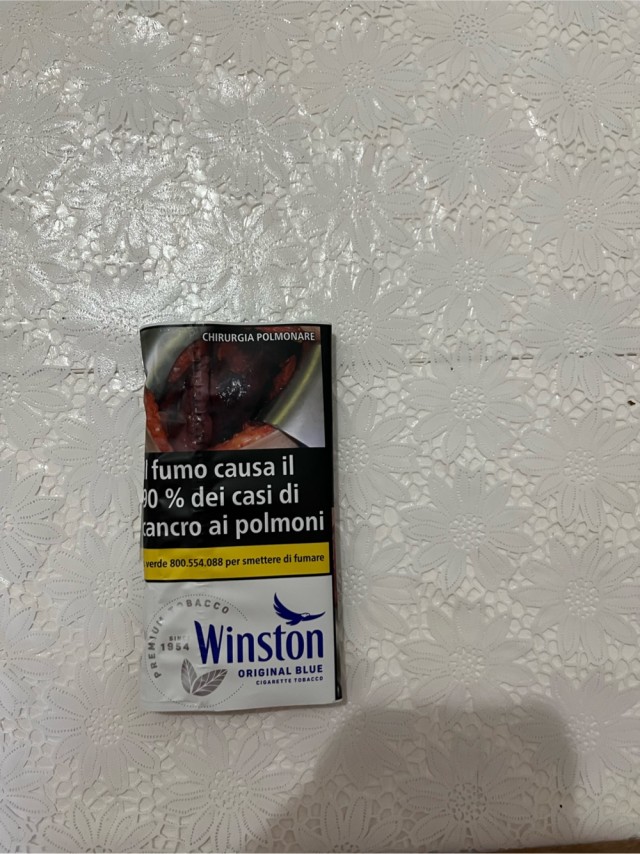 CHIRURGIA POLMONARE
l fumo causa il
90 % dei casi di
cancro ai polmoni
verde 800.554.088 per smettere di fumare
PREMIUM TOBACCO
SIN
1954
Winston
ORIGINAL BLUE
CIGARETTE TOBACCO